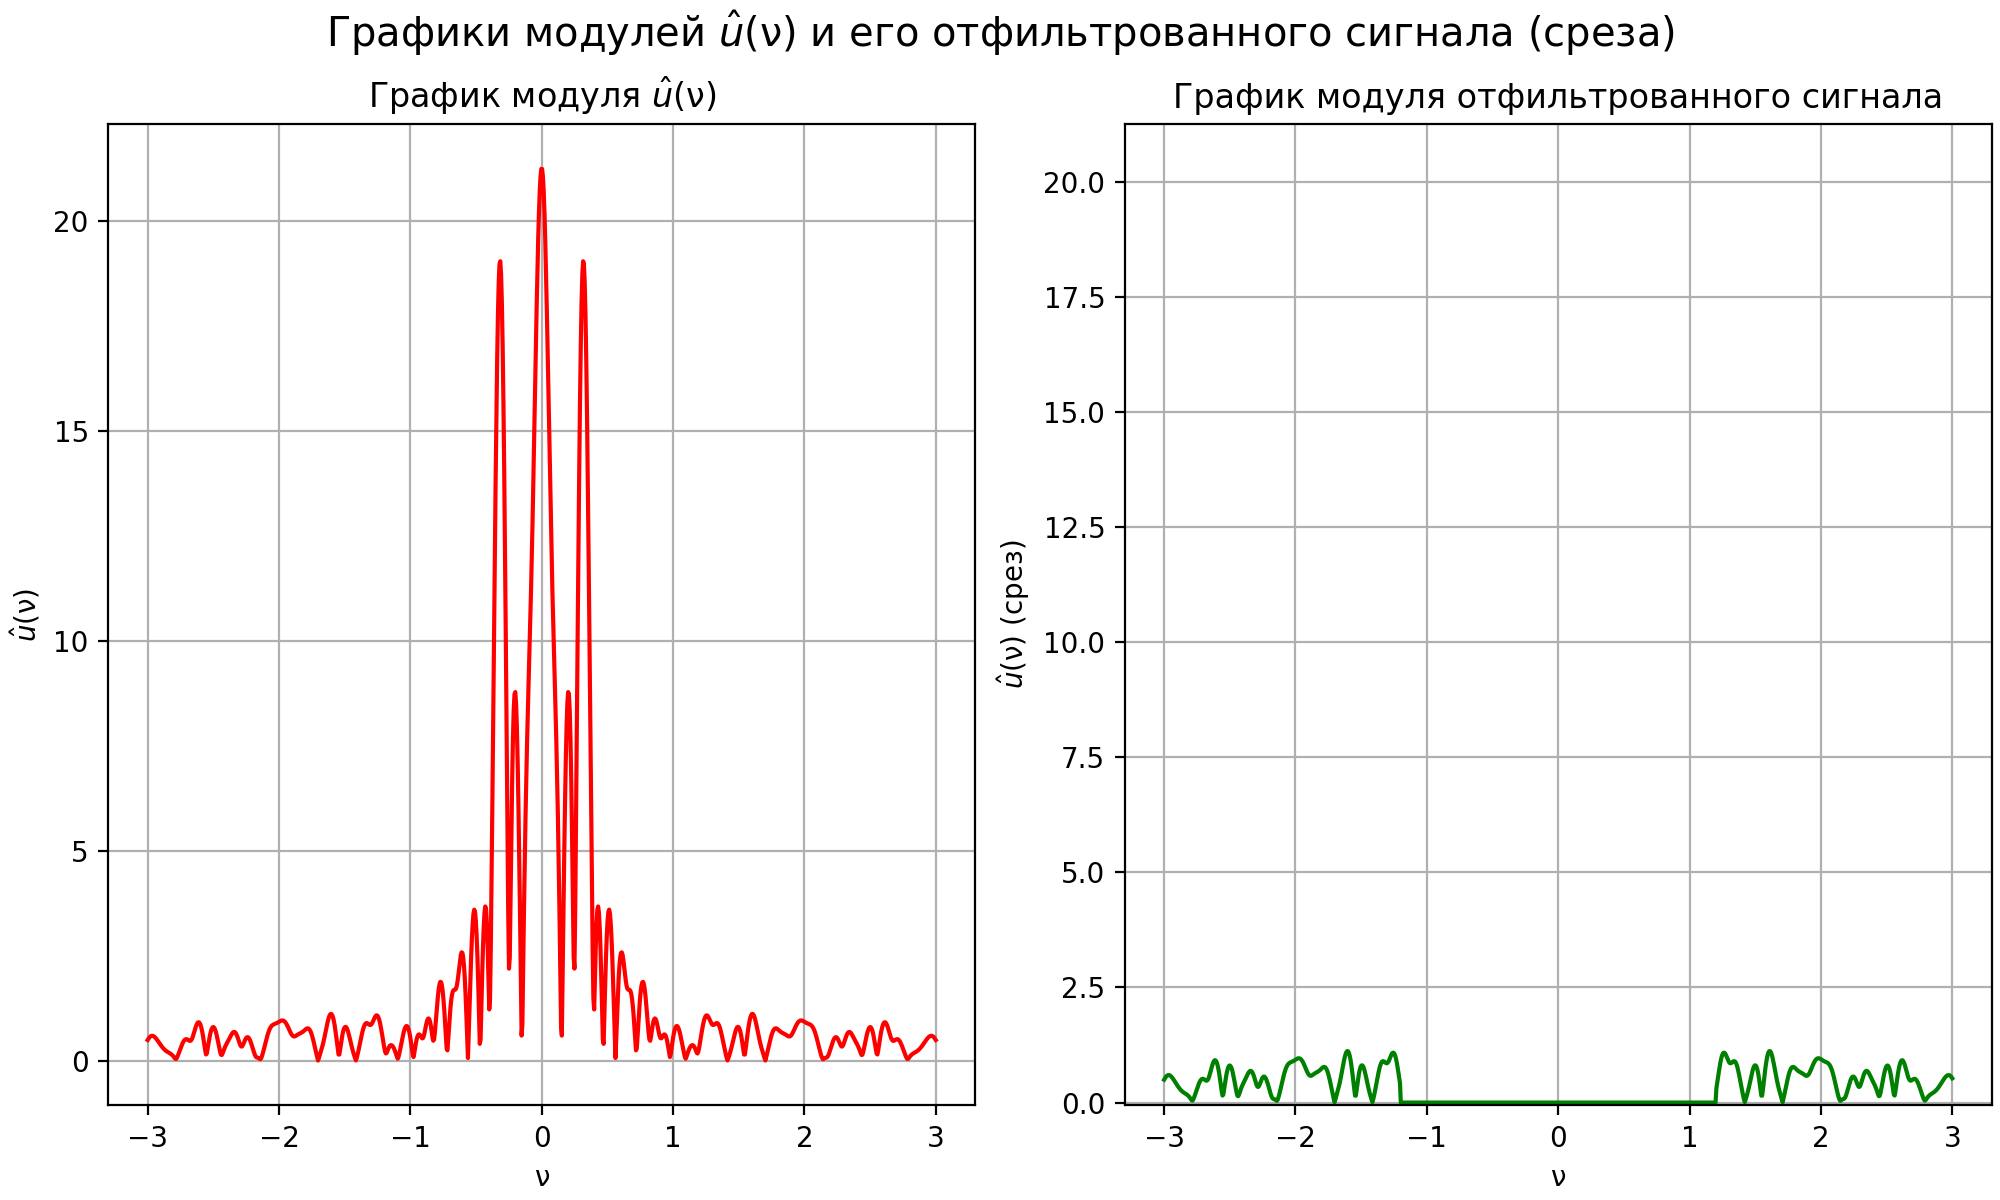 Графики модулей û(ν) и его отфильтрованного сигнала (среза)
График модуля û(ν)
û(ν)
20
15
10
5
0
−3 −2 −1 0 1 2 3
ν
График модуля отфильтрованного сигнала
û(ν) (срез)
20.0
17.5
15.0
12.5
10.0
7.5
5.0
2.5
0.0
−3 −2 −1 0 1 2 3
ν